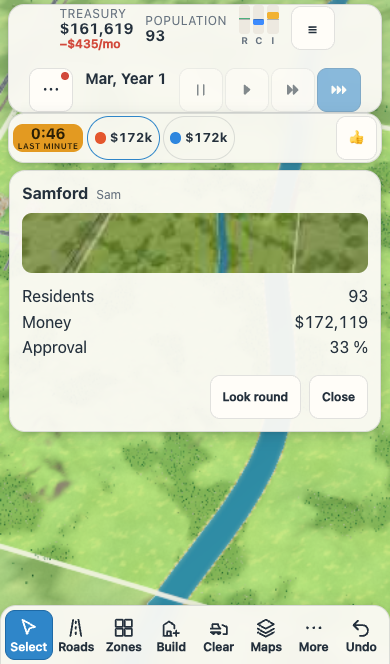 TREASURY
$161,619
−$435/mo
POPULATION
93
R C I
Mar, Year 1
0:46
LAST MINUTE
$172k
$172k
Samford Sam
Residents 93
Money $172,119
Approval 33 %
Look round
Close
Select
Roads
Zones
Build
Clear
Maps
More
Undo